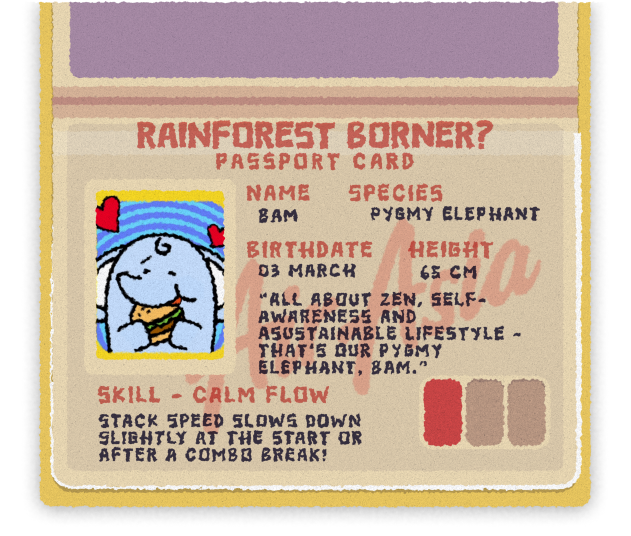 RAINFOREST BORNER?
PASSPORT CARD
NAME SPECIES
BAM PYGMY ELEPHANT
BIRTHDATE HEIGHT
03 MARCH 65 CM
"ALL ABOUT ZEN, SELF-
AWARENESS AND
ASUSTAINABLE LIFESTYLE -
THAT'S OUR PYGMY
ELEPHANT, BAM."
SKILL - CALM FLOW
STACK SPEED SLOWS DOWN
SLIGHTLY AT THE START OR
AFTER A COMBO BREAK!